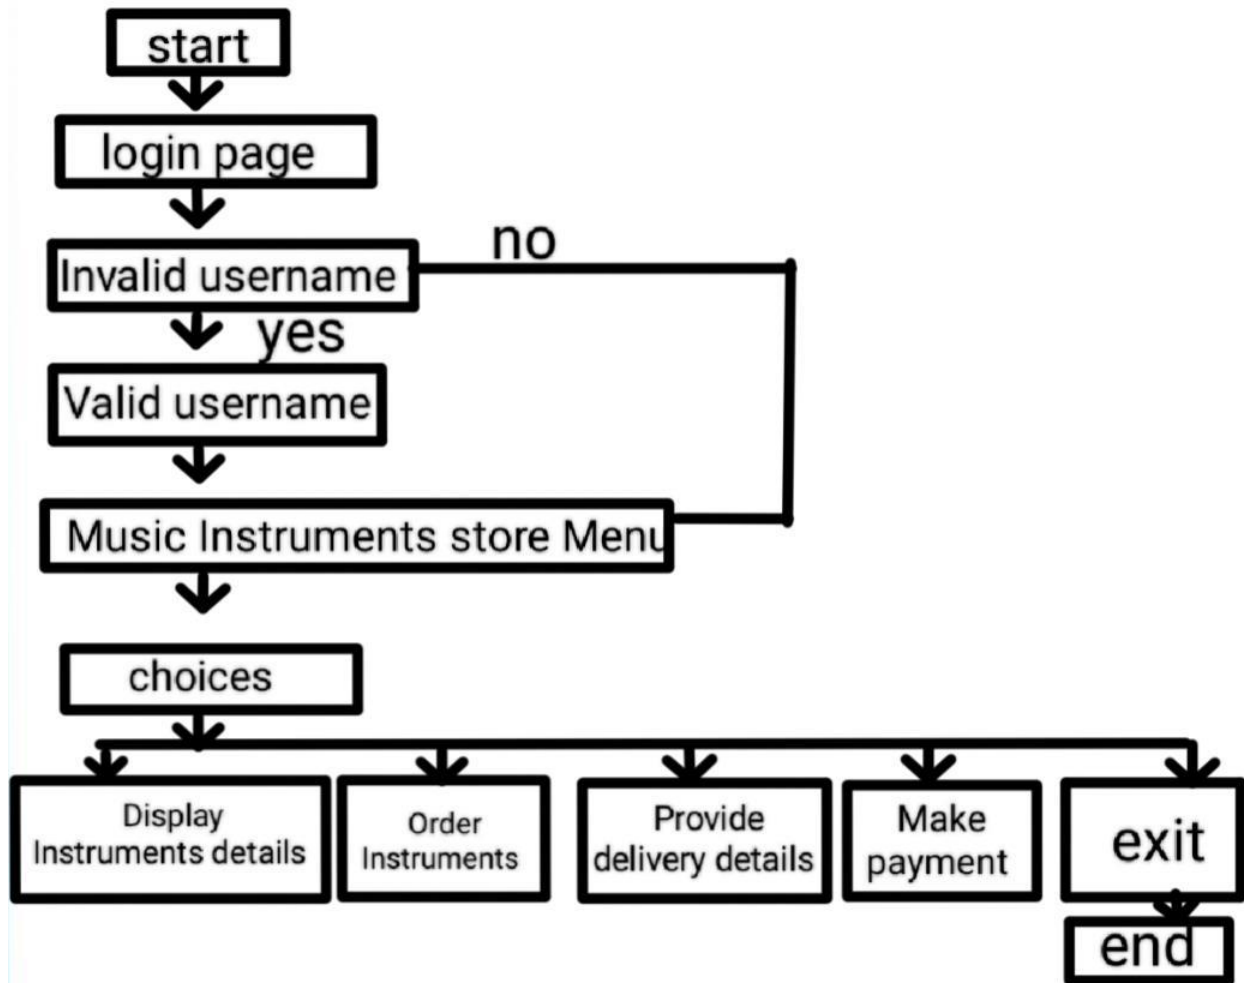 start
login page
no
Invalid username
yes
Valid username
Music Instruments store Menu
choices
Display
Instruments details
Order
Instruments
Provide
delivery details
Make
payment
exit
end